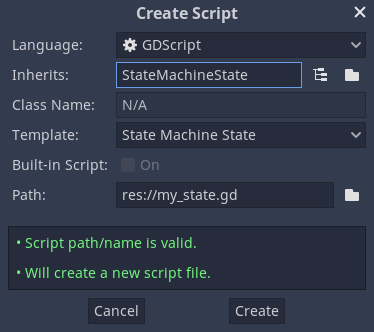 Create Script
Language: GDScript
Inherits: StateMachineState
Class Name: N/A
Template: State Machine State
Built-in Script: On
Path: res://my_state.gd
• Script path/name is valid.
• Will create a new script file.
Cancel Create